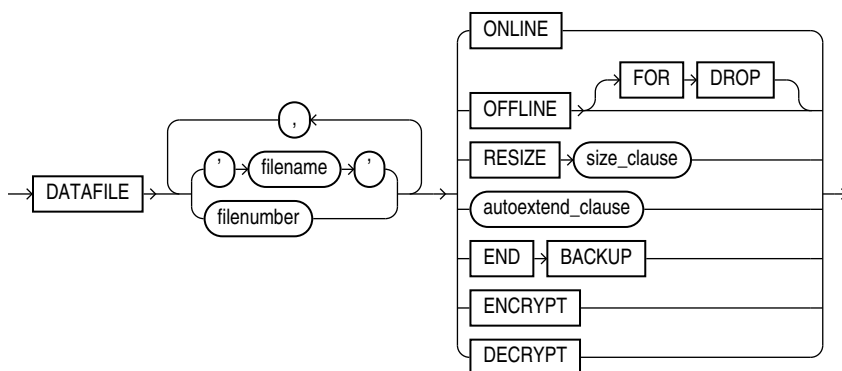 ONLINE
FOR DROP
OFFLINE
,
' filename '
RESIZE size_clause
DATAFILE
filenumber
autoextend_clause
END BACKUP
ENCRYPT
DECRYPT